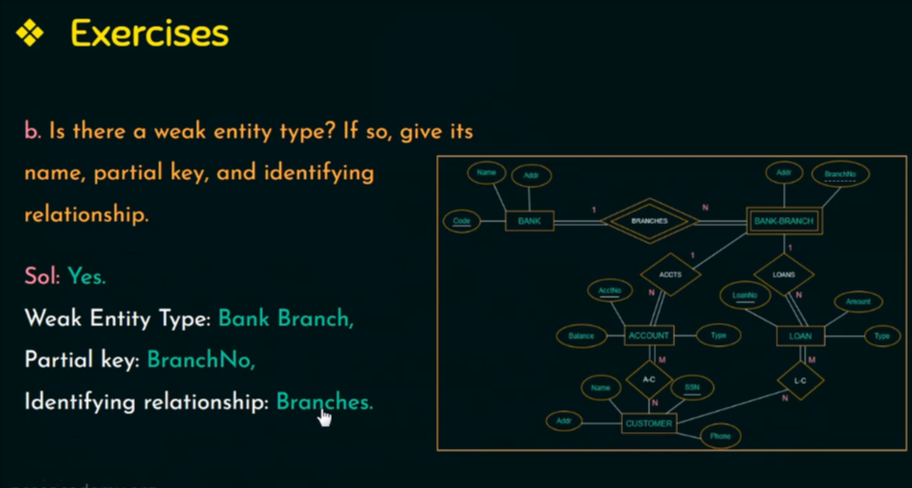 ❖ Exercises
b. Is there a weak entity type? If so, give its
name, partial key, and identifying
relationship.
Sol: Yes.
Weak Entity Type: Bank Branch,
Partial key: BranchNo,
Identifying relationship: Branches.
Name
Addr
Code
BANK
1
BRANCHES
N
Addr
BranchNo
BANK-BRANCH
1
ACCTS
N
1
LOANS
N
AcctNo
Balance
ACCOUNT
Type
LoanNo
Amount
LOAN
Type
M
A-C
N
M
L-C
N
Name
SSN
Addr
CUSTOMER
Phone